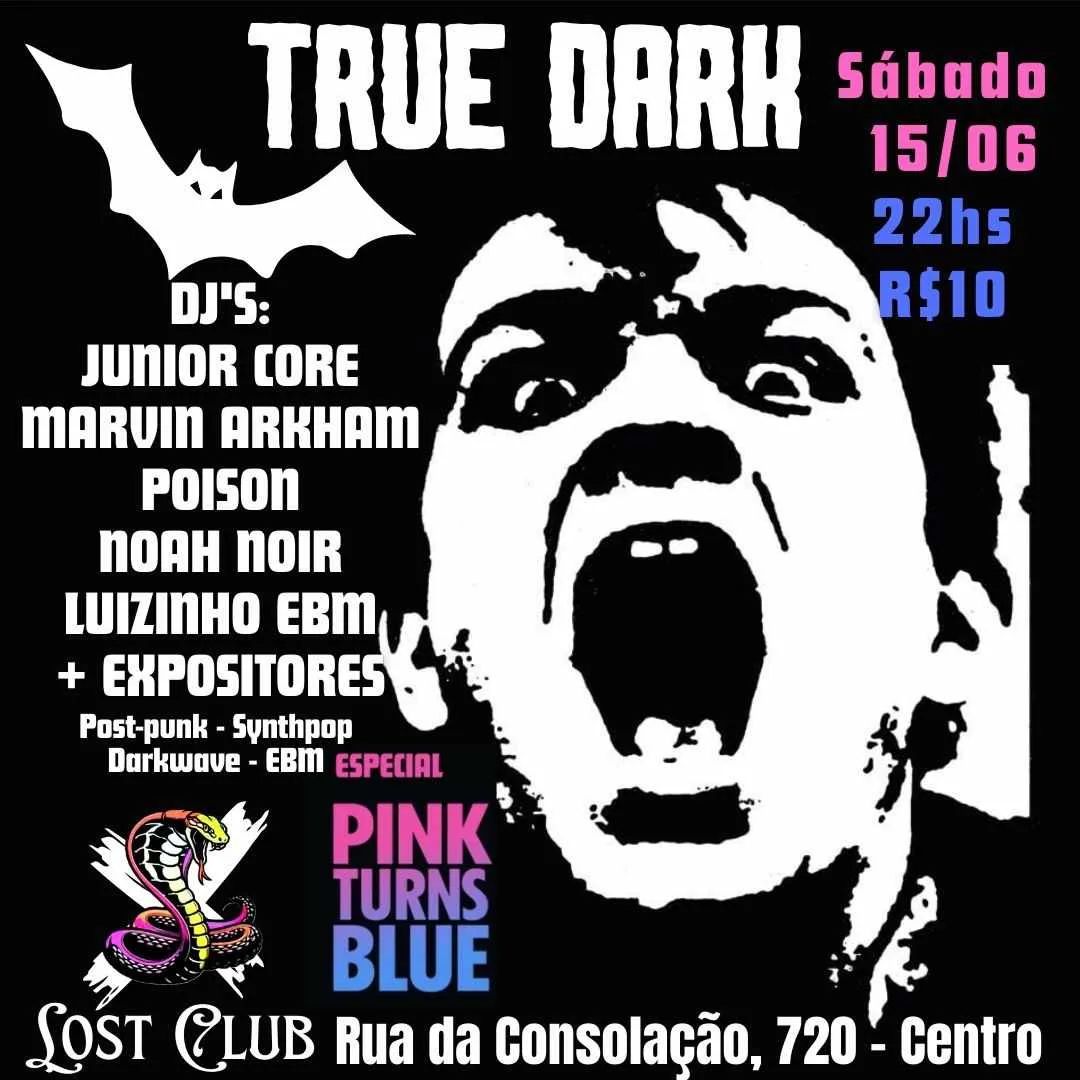 TRUE DARK
Sábado
15/06
22hs
R$10
DJ'S:
JUNIOR CORE
MARVIN ARKHAM
POISON
NOAH NOIR
LUIZINHO EBM
+ EXPOSITORES
Post-punk - Synthpop
Darkwave - EBM
ESPECIAL
PINK
TURNS
BLUE
LOST CLUB
Rua da Consolação, 720 - Centro